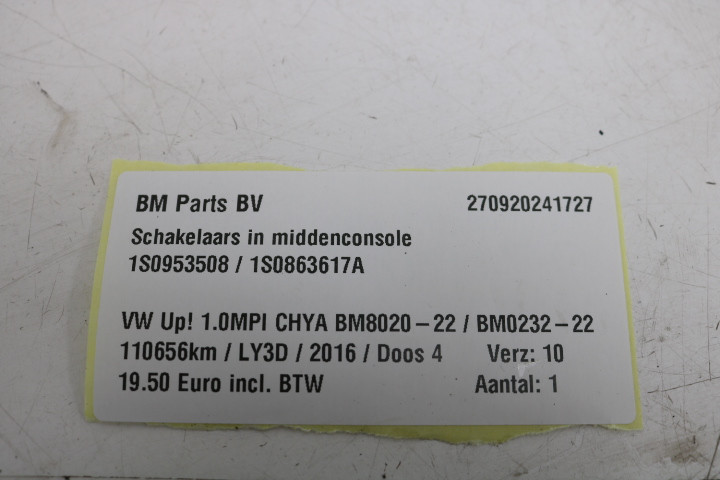 BM Parts BV 270920241727
Schakelaars in middenconsole
1S0953508 / 1S0863617A
VW Up! 1.0MPI CHYA BM8020-22 / BM0232-22
110656km / LY3D / 2016 / Doos 4 Verz: 10
19.50 Euro incl. BTW Aantal: 1